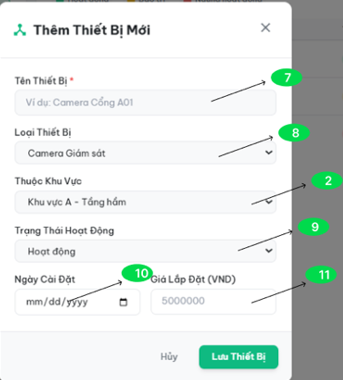 Thêm Thiết Bị Mới
Tên Thiết Bị *
7
Ví dụ: Camera Cổng A01
Loại Thiết Bị
8
Camera Giám sát
Thuộc Khu Vực
2
Khu vực A - Tầng hầm
Trạng Thái Hoạt Động
9
Hoạt động
Ngày Cài Đặt
10
Giá Lắp Đặt (VND)
11
mm/dd/yyyy
5000000
Hủy
Lưu Thiết Bị